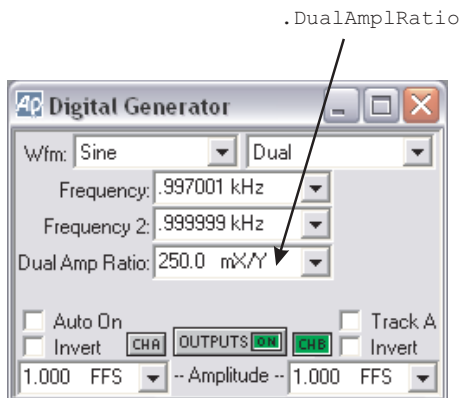 .DualAmplRatio
Ap Digital Generator
Wfm: Sine Dual
Frequency: .997001 kHz
Frequency 2: .999999 kHz
Dual Amp Ratio: 250.0 mX/Y
Auto On Track A
Invert CHA OUTPUTS ON CHB Invert
1.000 FFS -- Amplitude -- 1.000 FFS